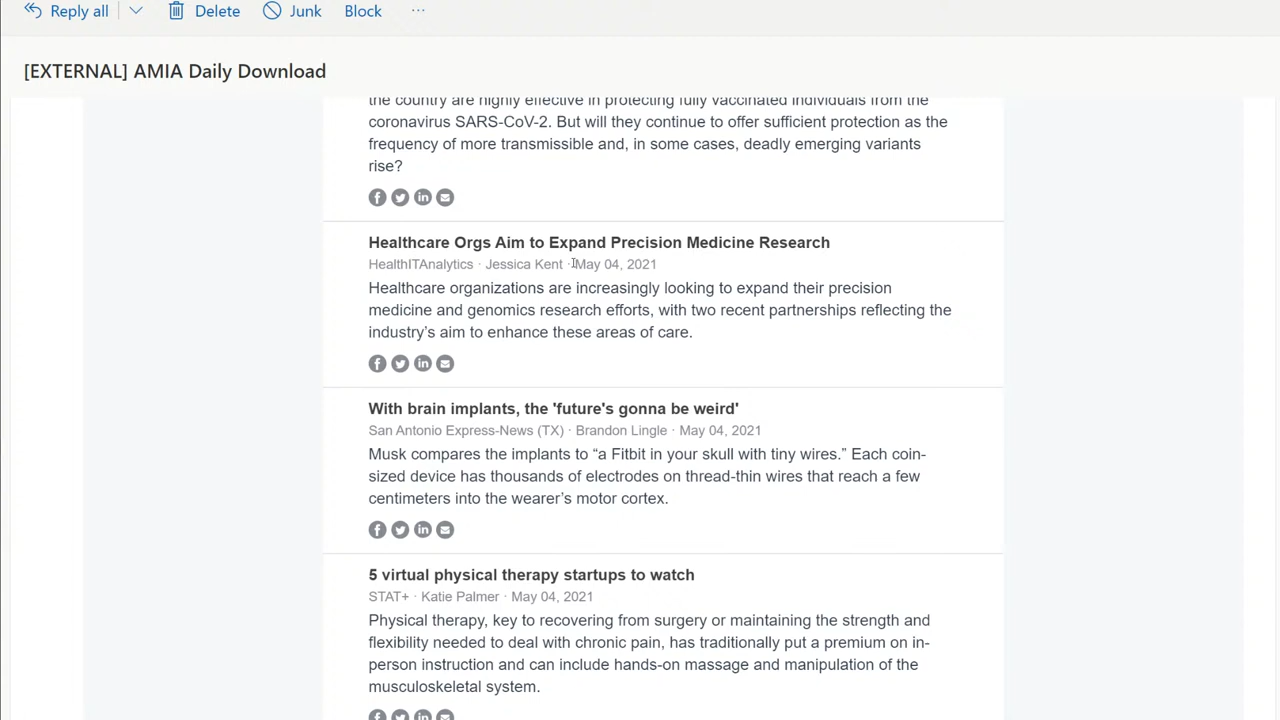 Reply all
Delete
Junk
Block
[EXTERNAL] AMIA Daily Download
the country are highly effective in protecting fully vaccinated individuals from the
coronavirus SARS-CoV-2. But will they continue to offer sufficient protection as the
frequency of more transmissible and, in some cases, deadly emerging variants
rise?
Healthcare Orgs Aim to Expand Precision Medicine Research
HealthITAnalytics · Jessica Kent · May 04, 2021
Healthcare organizations are increasingly looking to expand their precision
medicine and genomics research efforts, with two recent partnerships reflecting the
industry’s aim to enhance these areas of care.
With brain implants, the 'future's gonna be weird'
San Antonio Express-News (TX) · Brandon Lingle · May 04, 2021
Musk compares the implants to “a Fitbit in your skull with tiny wires.” Each coin-
sized device has thousands of electrodes on thread-thin wires that reach a few
centimeters into the wearer’s motor cortex.
5 virtual physical therapy startups to watch
STAT+ · Katie Palmer · May 04, 2021
Physical therapy, key to recovering from surgery or maintaining the strength and
flexibility needed to deal with chronic pain, has traditionally put a premium on in-
person instruction and can include hands-on massage and manipulation of the
musculoskeletal system.